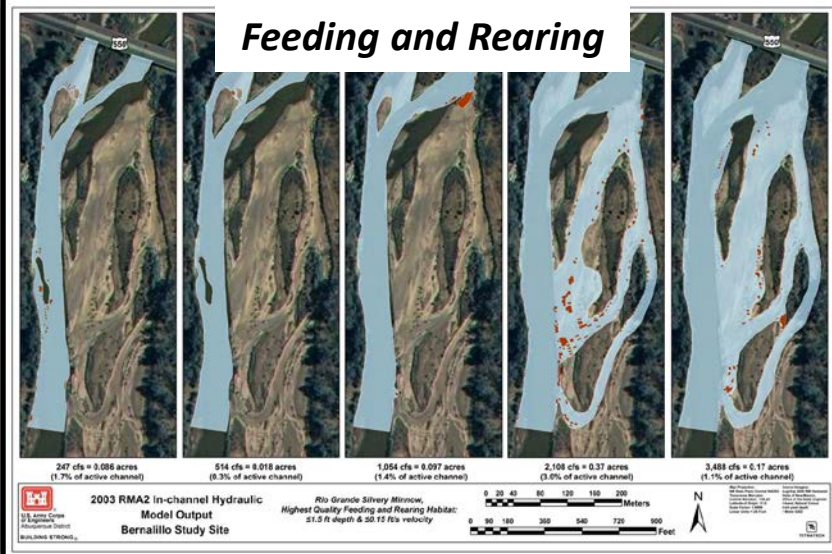 Feeding and Rearing
550
550
247 cfs = 0.086 acres
(1.7% of active channel)
514 cfs = 0.018 acres
(0.3% of active channel)
1,054 cfs = 0.097 acres
(1.4% of active channel)
2,108 cfs = 0.37 acres
(3.0% of active channel)
3,488 cfs = 0.17 acres
(1.1% of active channel)
U.S. Army Corps
of Engineers
Albuquerque District
BUILDING STRONG®
2003 RMA2 In-channel Hydraulic
Model Output
Bernalillo Study Site
Rio Grande Silvery Minnow,
Highest Quality Feeding and Rearing Habitat:
≤1.5 ft depth & ≤0.15 ft/s velocity
0 20 40 80 120 160 200
Meters
0 90 180 360 540 720 900
Feet
N
TETRATECH